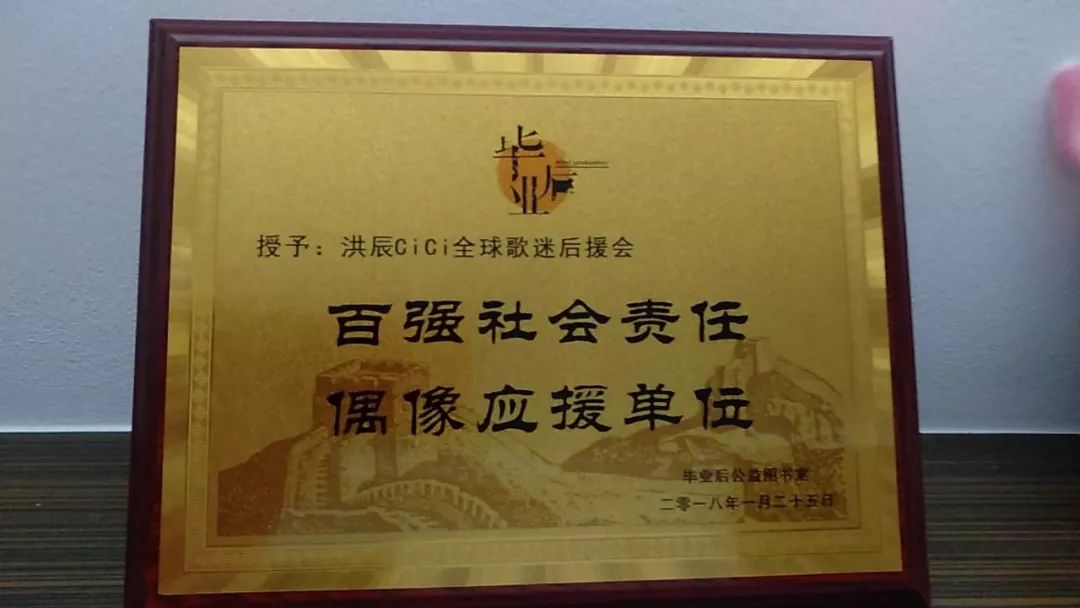 毕业后
After graduation
授予：洪辰CiCi全球歌迷后援会
百强社会责任
偶像应援单位
毕业后公益图书室
二零一八年一月二十五日